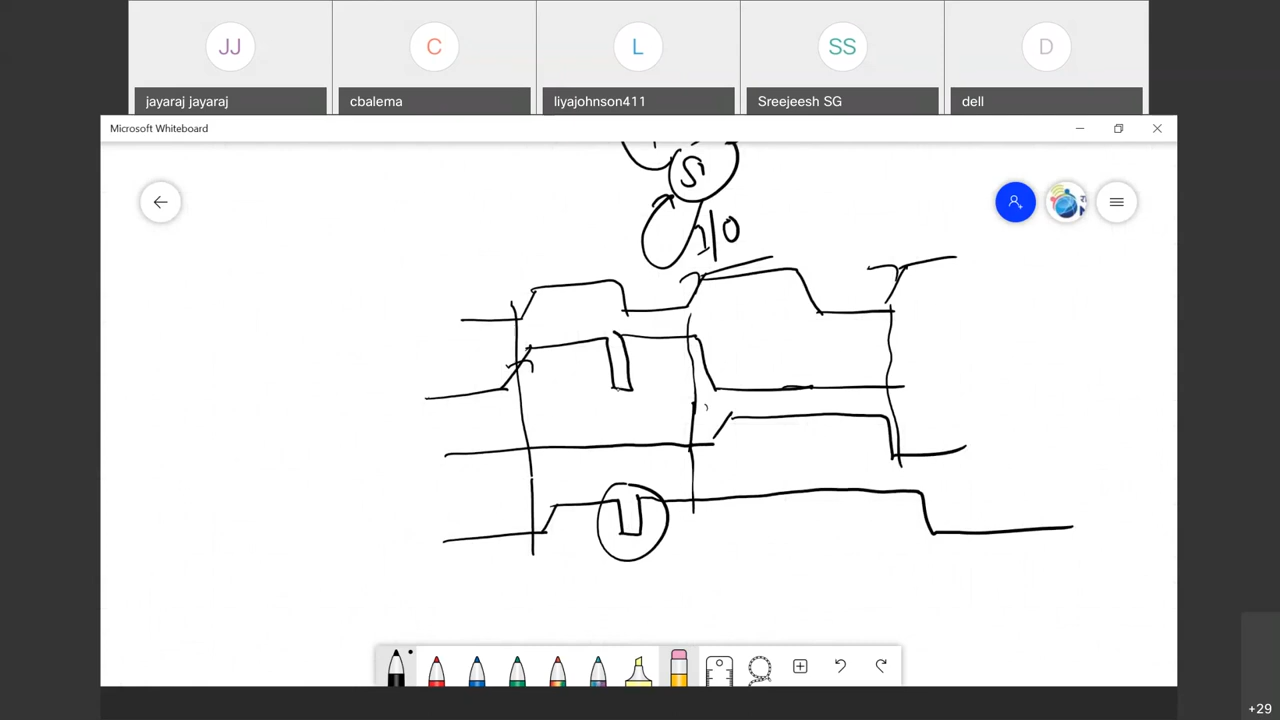 JJ
C
L
SS
D
jayaraj jayaraj
cbalema
liyajohnson411
Sreejeesh SG
dell
Microsoft Whiteboard
S
1/0
+29